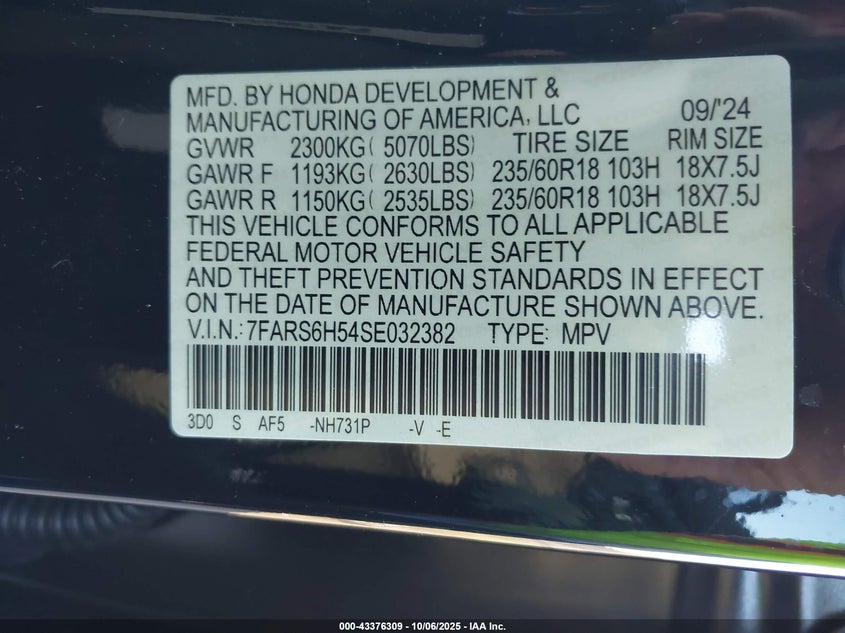 MFD. BY HONDA DEVELOPMENT &
MANUFACTURING OF AMERICA, LLC 09/'24
GVWR 2300KG( 5070LBS) TIRE SIZE RIM SIZE
GAWR F 1193KG( 2630LBS) 235/60R18 103H 18X7.5J
GAWR R 1150KG( 2535LBS) 235/60R18 103H 18X7.5J
THIS VEHICLE CONFORMS TO ALL APPLICABLE
FEDERAL MOTOR VEHICLE SAFETY
AND THEFT PREVENTION STANDARDS IN EFFECT
ON THE DATE OF MANUFACTURE SHOWN ABOVE.
V.I.N.:7FARS6H54SE032382 TYPE: MPV
3D0 S AF5 -NH731P -V -E
000-43376309 - 10/06/2025 - IAA Inc.